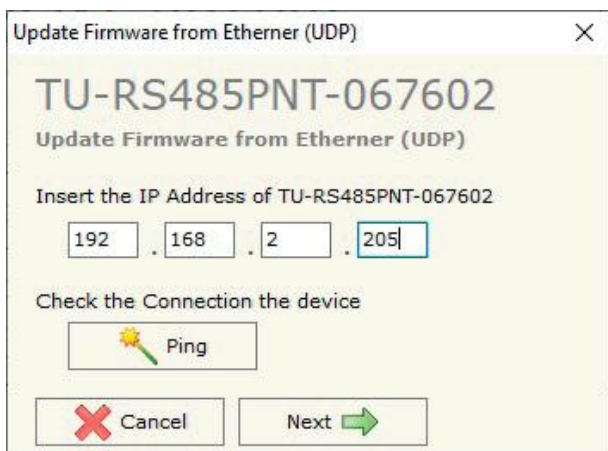 Update Firmware from Etherner (UDP)
TU-RS485PNT-067602
Update Firmware from Etherner (UDP)
Insert the IP Address of TU-RS485PNT-067602
192 . 168 . 2 . 205
Check the Connection the device
Ping
Cancel Next